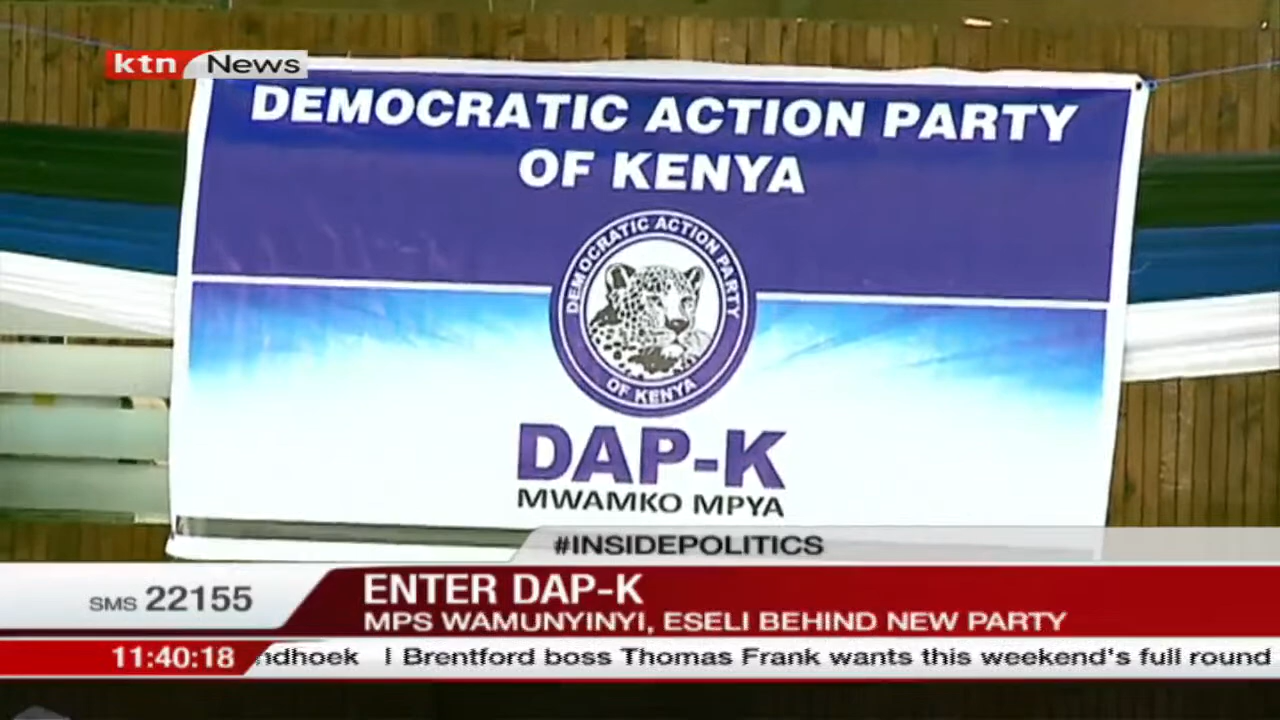 ktn News
DEMOCRATIC ACTION PARTY
OF KENYA
DEMOCRATIC ACTION PARTY
OF KENYA
DAP-K
MWAMKO MPYA
#INSIDEPOLITICS
SMS 22155
ENTER DAP-K
MPS WAMUNYINYI, ESELI BEHIND NEW PARTY
11:40:18
ndhoek | Brentford boss Thomas Frank wants this weekend's full round